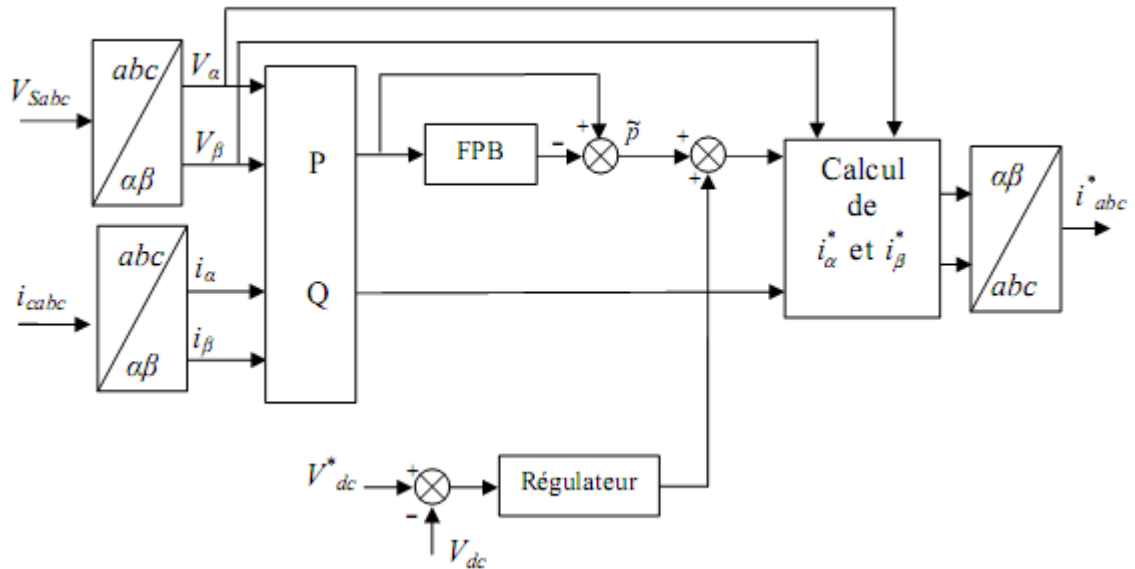 V_Sabc
abc
αβ
V_α
V_β
i_cabc
abc
αβ
i_α
i_β
P
Q
FPB
+
-
p̃
+
+
Calcul
de
i*_α et i*_β
αβ
abc
i*_abc
V*_dc
+
-
V_dc
Régulateur